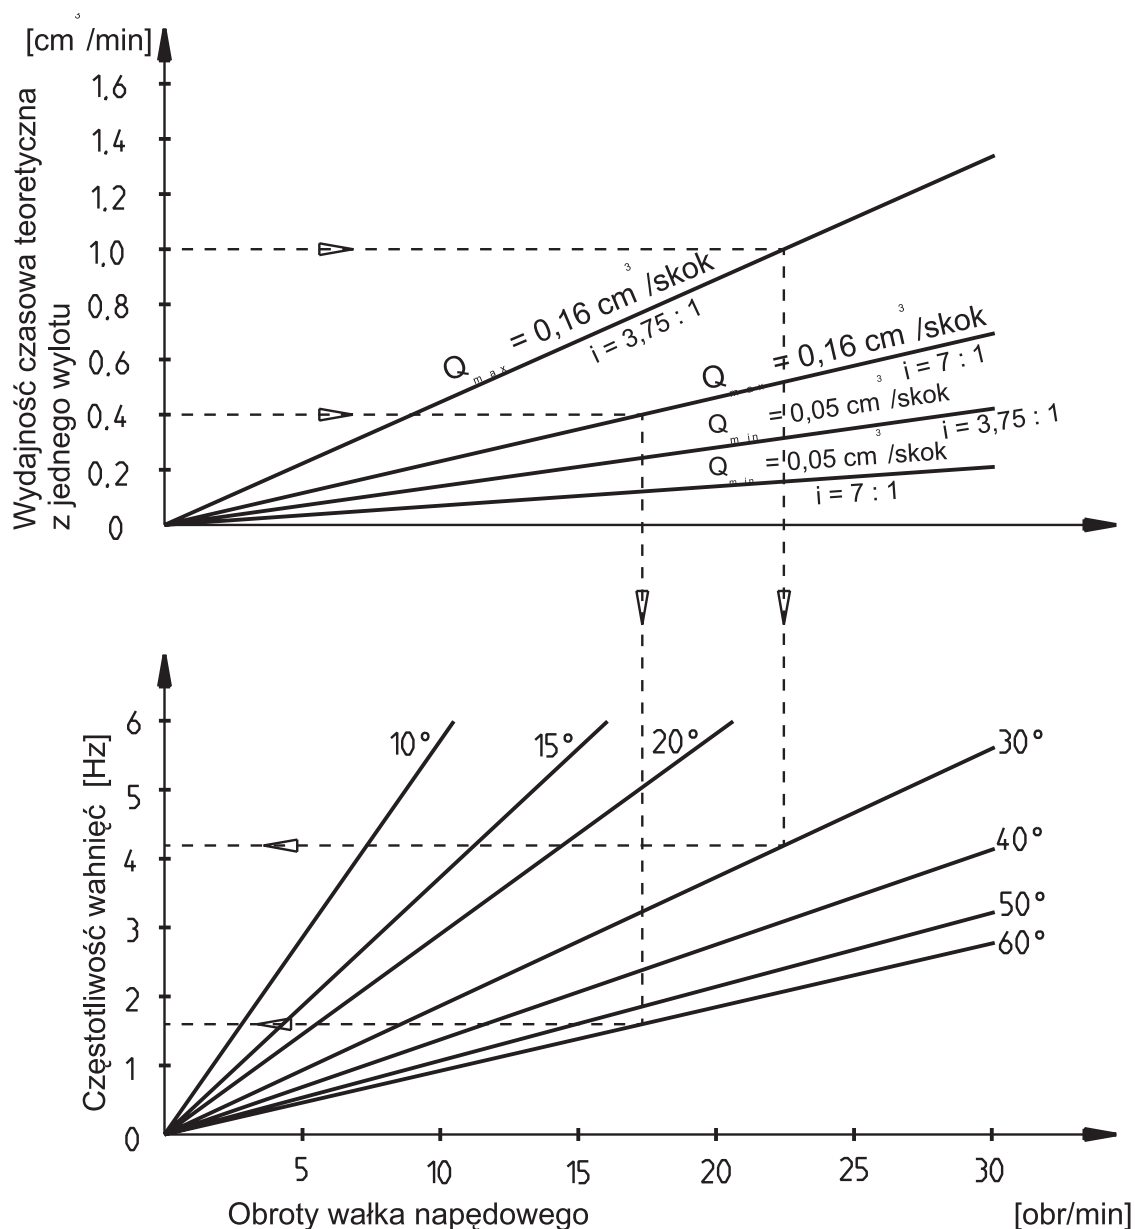 [cm³/min]
Wydajność czasowa teoretyczna
z jednego wylotu
1.6
1.4
1.2
1.0
0.8
0.6
0.4
0.2
0
Qmax = 0,16 cm³/skok
i = 3,75 : 1
Qmax = 0,16 cm³/skok
i = 7 : 1
Qmin = 0,05 cm³/skok
i = 3,75 : 1
Qmin = 0,05 cm³/skok
i = 7 : 1
Częstotliwość wahnięć [Hz]
6
5
4
3
2
1
0
10°
15°
20°
30°
40°
50°
60°
5
10
15
20
25
30
Obroty wałka napędowego
[obr/min]